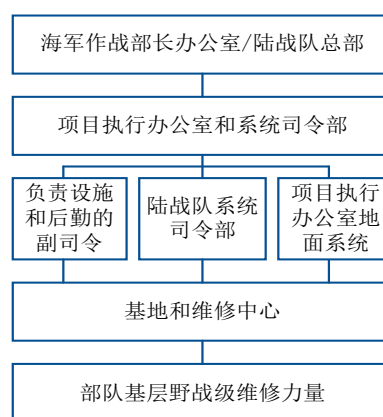 海军作战部长办公室/陆战队总部
项目执行办公室和系统司令部
负责设施
和后勤的
副司令
陆战队系统
司令部
项目执行
办公室地
面系统
基地和维修中心
部队基层野战级维修力量